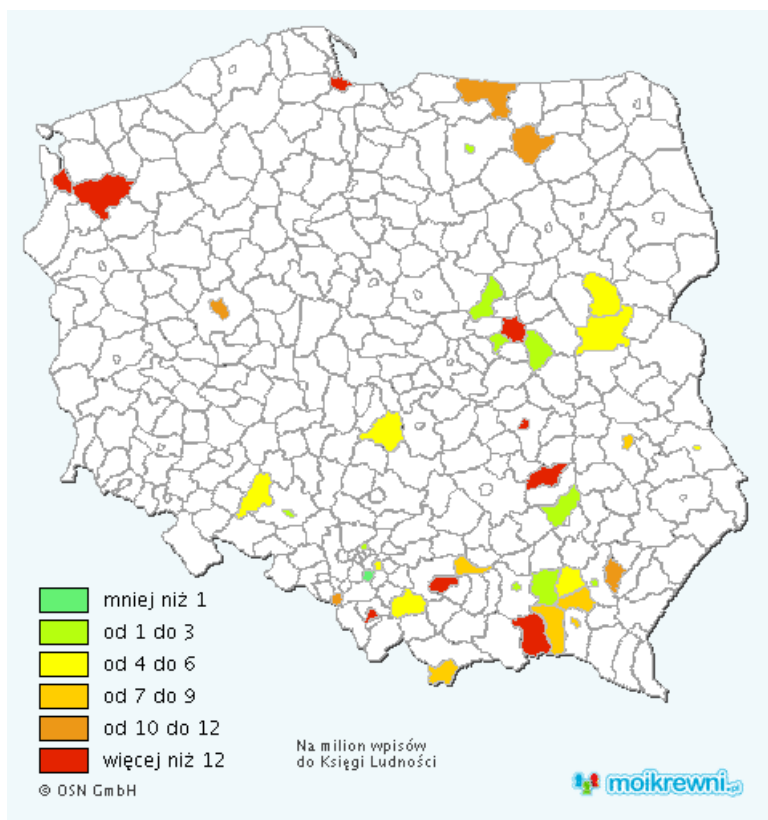 mniej niż 1
od 1 do 3
od 4 do 6
od 7 do 9
od 10 do 12
więcej niż 12
Na milion wpisów
do Księgi Ludności
© OSN GmbH
moikrewni.pl